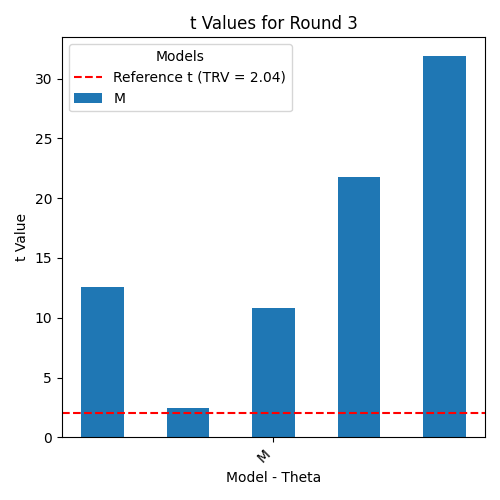 t Values for Round 3
Models
Reference t (TRV = 2.04)
M
t Value
30
25
20
15
10
5
0
M
Model - Theta